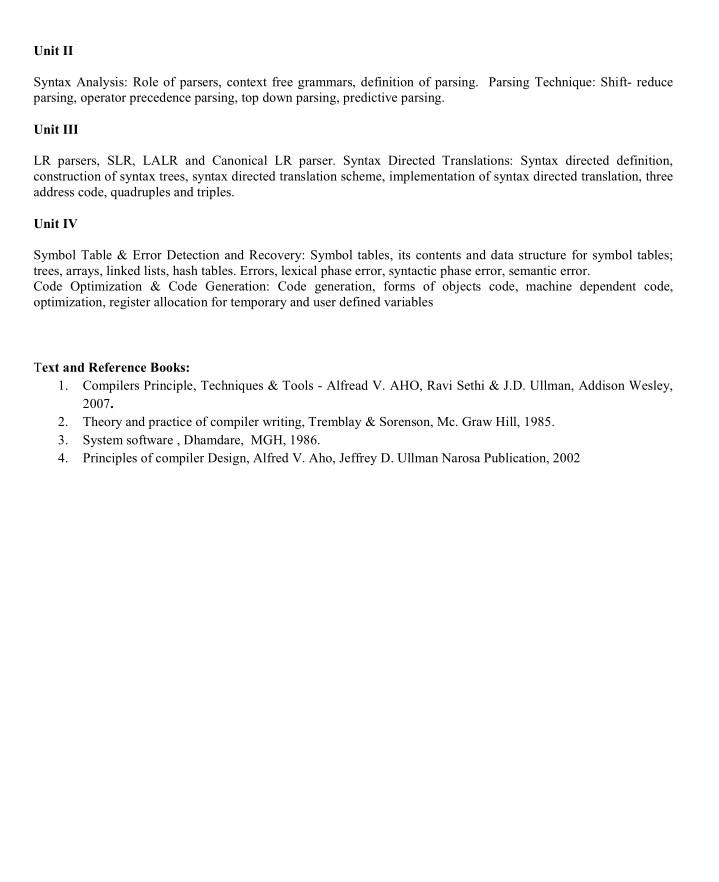 Unit II
Syntax Analysis: Role of parsers, context free grammars, definition of parsing. Parsing Technique: Shift- reduce
parsing, operator precedence parsing, top down parsing, predictive parsing.
Unit III
LR parsers, SLR, LALR and Canonical LR parser. Syntax Directed Translations: Syntax directed definition,
construction of syntax trees, syntax directed translation scheme, implementation of syntax directed translation, three
address code, quadruples and triples.
Unit IV
Symbol Table & Error Detection and Recovery: Symbol tables, its contents and data structure for symbol tables;
trees, arrays, linked lists, hash tables. Errors, lexical phase error, syntactic phase error, semantic error.
Code Optimization & Code Generation: Code generation, forms of objects code, machine dependent code,
optimization, register allocation for temporary and user defined variables
Text and Reference Books:
1. Compilers Principle, Techniques & Tools - Alfread V. AHO, Ravi Sethi & J.D. Ullman, Addison Wesley,
2007.
2. Theory and practice of compiler writing, Tremblay & Sorenson, Mc. Graw Hill, 1985.
3. System software , Dhamdare, MGH, 1986.
4. Principles of compiler Design, Alfred V. Aho, Jeffrey D. Ullman Narosa Publication, 2002